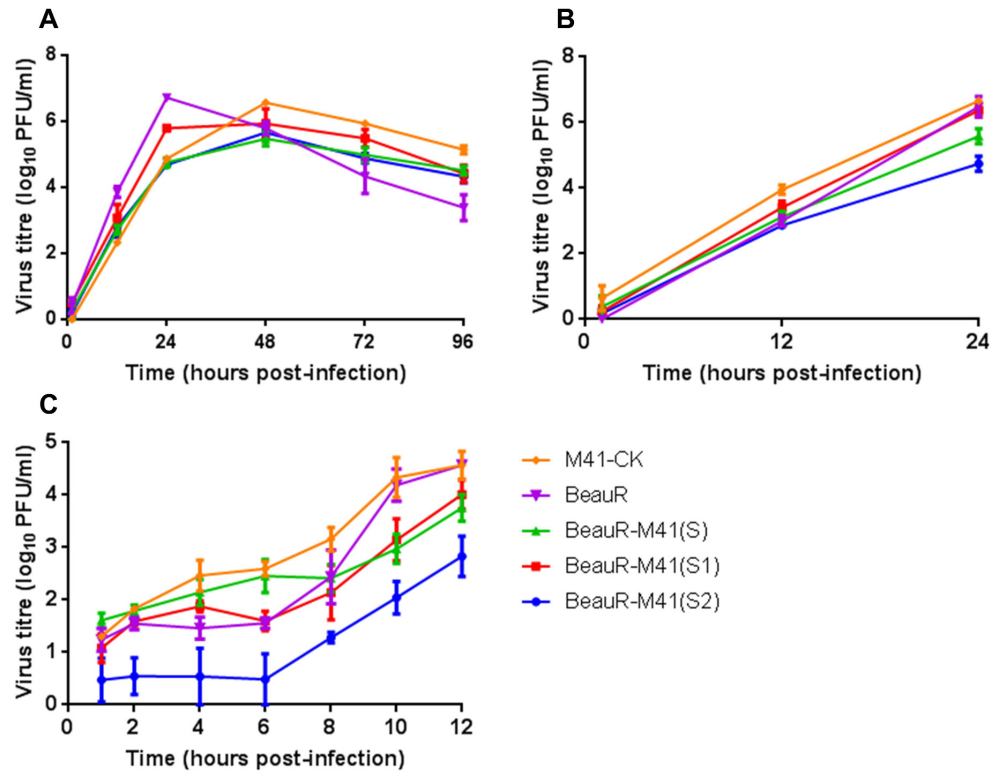 A
Virus titre (log10 PFU/ml)
8
6
4
2
0
0 24 48 72 96
Time (hours post-infection)
B
Virus titre (log10 PFU/ml)
8
6
4
2
0
0 12 24
Time (hours post-infection)
C
Virus titre (log10 PFU/ml)
5
4
3
2
1
0
0 2 4 6 8 10 12
Time (hours post-infection)
M41-CK
BeauR
BeauR-M41(S)
BeauR-M41(S1)
BeauR-M41(S2)